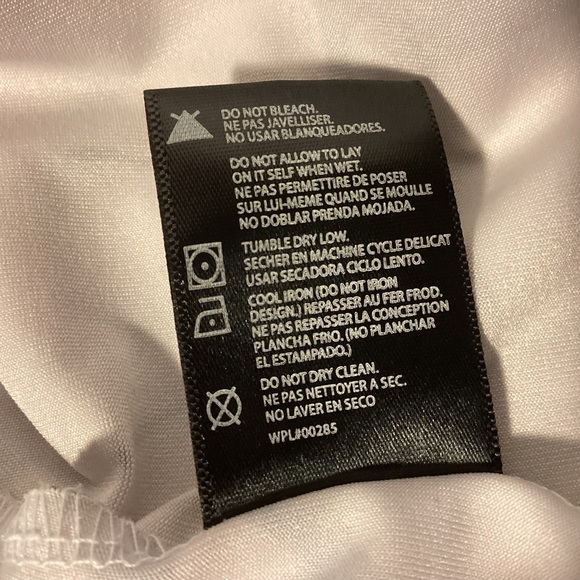 DO NOT BLEACH.
NE PAS JAVELLISER.
NO USAR BLANQUEADORES.
DO NOT ALLOW TO LAY
ON IT SELF WHEN WET.
NE PAS PERMETTIRE DE POSER
SUR LUI-MEME QUAND SE MOULLE
NO DOBLAR PRENDA MOJADA.
TUMBLE DRY LOW.
SECHER EN MACHINE CYCLE DELICAT
USAR SECADORA CICLO LENTO.
COOL IRON (DO NOT IRON
DESIGN.) REPASSER AU FER FROD.
NE PAS REPASSER LA CONCEPTION
PLANCHA FRIO. (NO PLANCHAR
EL ESTAMPADO.)
DO NOT DRY CLEAN.
NE PAS NETTOYER A SEC.
NO LAVER EN SECO
WPL#00285